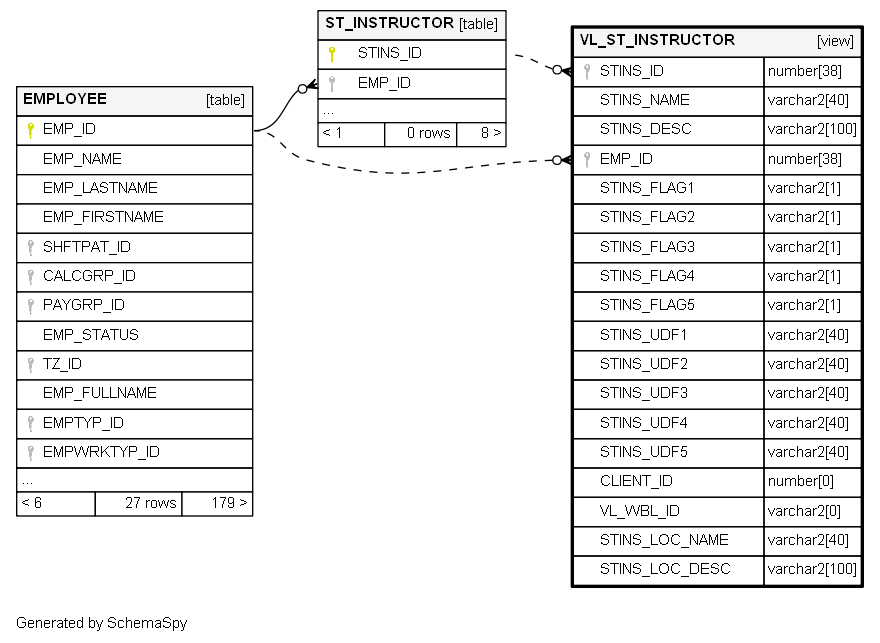 ST_INSTRUCTOR [table]
STINS_ID
EMP_ID
...
< 1 0 rows 8 >
EMPLOYEE [table]
EMP_ID
EMP_NAME
EMP_LASTNAME
EMP_FIRSTNAME
SHFTPAT_ID
CALCGRP_ID
PAYGRP_ID
EMP_STATUS
TZ_ID
EMP_FULLNAME
EMPTYP_ID
EMPWRKTYP_ID
...
< 6 27 rows 179 >
VL_ST_INSTRUCTOR [view]
STINS_ID number[38]
STINS_NAME varchar2[40]
STINS_DESC varchar2[100]
EMP_ID number[38]
STINS_FLAG1 varchar2[1]
STINS_FLAG2 varchar2[1]
STINS_FLAG3 varchar2[1]
STINS_FLAG4 varchar2[1]
STINS_FLAG5 varchar2[1]
STINS_UDF1 varchar2[40]
STINS_UDF2 varchar2[40]
STINS_UDF3 varchar2[40]
STINS_UDF4 varchar2[40]
STINS_UDF5 varchar2[40]
CLIENT_ID number[0]
VL_WBL_ID varchar2[0]
STINS_LOC_NAME varchar2[40]
STINS_LOC_DESC varchar2[100]
Generated by SchemaSpy